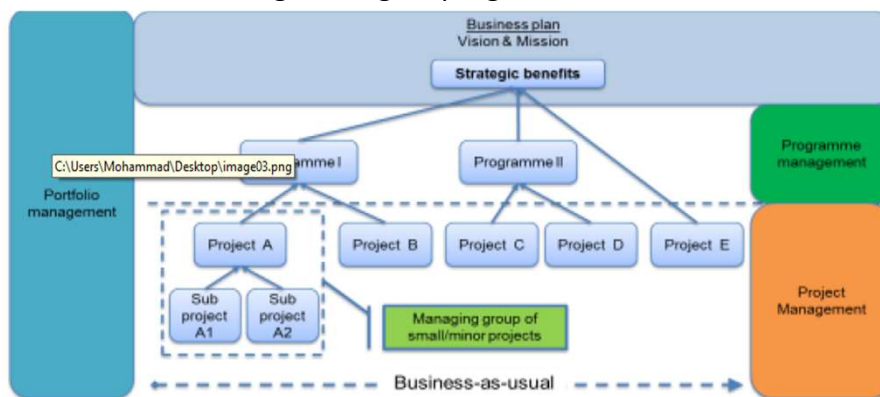 Business plan
Vision & Mission
Strategic benefits
Programme
management
C:\Users\Mohammad\Desktop\image03.png
amme I
Programme II
Portfolio
management
Project A
Project B
Project C
Project D
Project E
Project
Management
Sub
project
A1
Sub
project
A2
Managing group of
small/minor projects
Business-as-usual